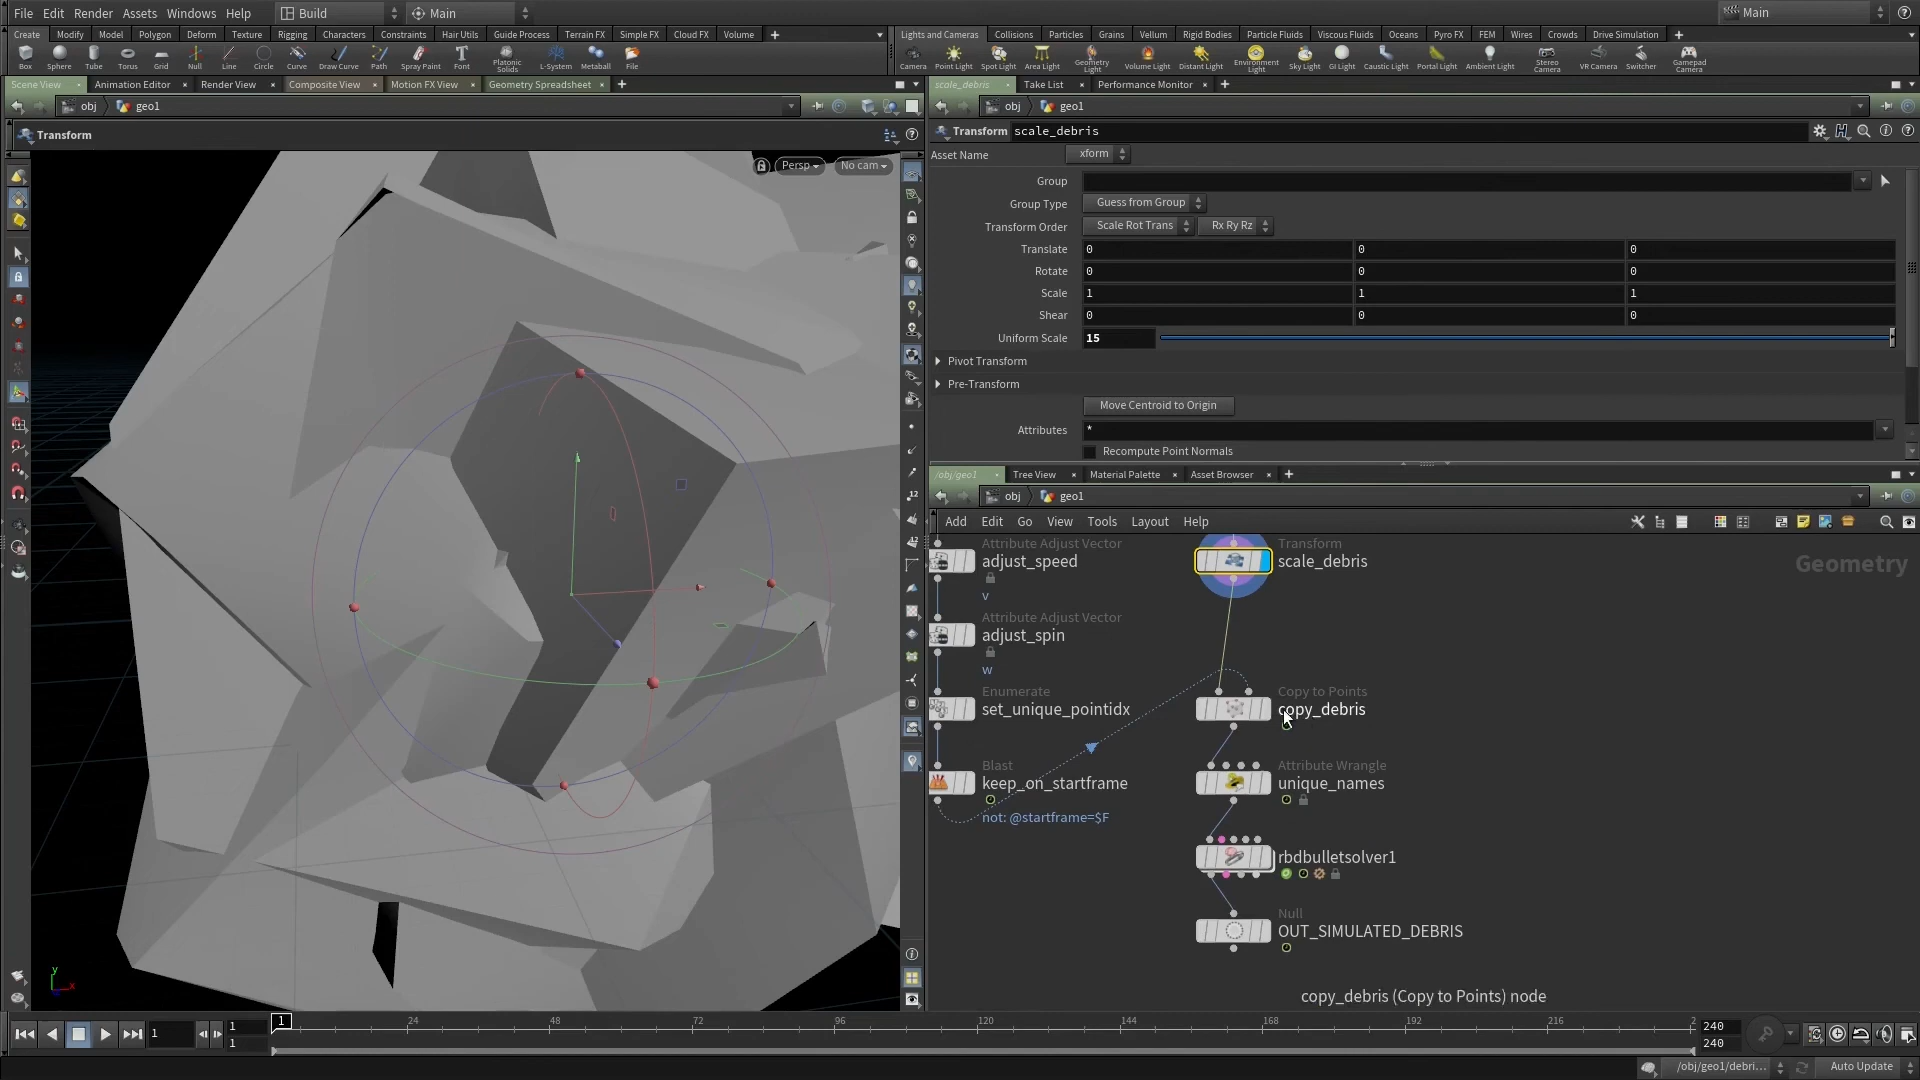 File Edit Render Assets Windows Help Build Main Main
Create Modify Model Polygon Deform Texture Rigging Characters Constraints Hair Utils Guide Process Terrain FX Simple FX Cloud FX Volume
Lights and Cameras Collisions Particles Grains Vellum Rigid Bodies Particle Fluids Viscous Fluids Oceans Pyro FX FEM Wires Crowds Drive Simulation
Box Sphere Tube Torus Grid Null Line Circle Curve Draw Curve Path Spray Paint Font Platonic Solids L-System Metaball File
Camera Point Light Spot Light Area Light Geometry Light Volume Light Distant Light Environment Light Sky Light GI Light Caustic Light Portal Light Ambient Light Stereo Camera VR Camera Switcher Gamepad Camera
Scene View Animation Editor Render View Composite View Motion FX View Geometry Spreadsheet
scale_debris Take List Performance Monitor
obj geo1
obj geo1
Transform
Persp No cam
Transform scale_debris
Asset Name xform
Group
Group Type Guess from Group
Transform Order Scale Rot Trans Rx Ry Rz
Translate 0 0 0
Rotate 0 0 0
Scale 1 1 1
Shear 0 0 0
Uniform Scale 15
Pivot Transform
Pre-Transform
Move Centroid to Origin
Attributes *
Recompute Point Normals
/obj/geo1 Tree View Material Palette Asset Browser
obj geo1
Add Edit Go View Tools Layout Help
Geometry
Attribute Adjust Vector
adjust_speed
v
Attribute Adjust Vector
adjust_spin
w
Enumerate
set_unique_pointidx
Blast
keep_on_startframe
not: @startframe=$F
Transform
scale_debris
Copy to Points
copy_debris
Attribute Wrangle
unique_names
rbdbulletsolver1
Null
OUT_SIMULATED_DEBRIS
copy_debris (Copy to Points) node
y
x
1 1 1 1 24 48 72 96 120 144 168 192 216 2 240 240
/obj/geo1/debri... Auto Update